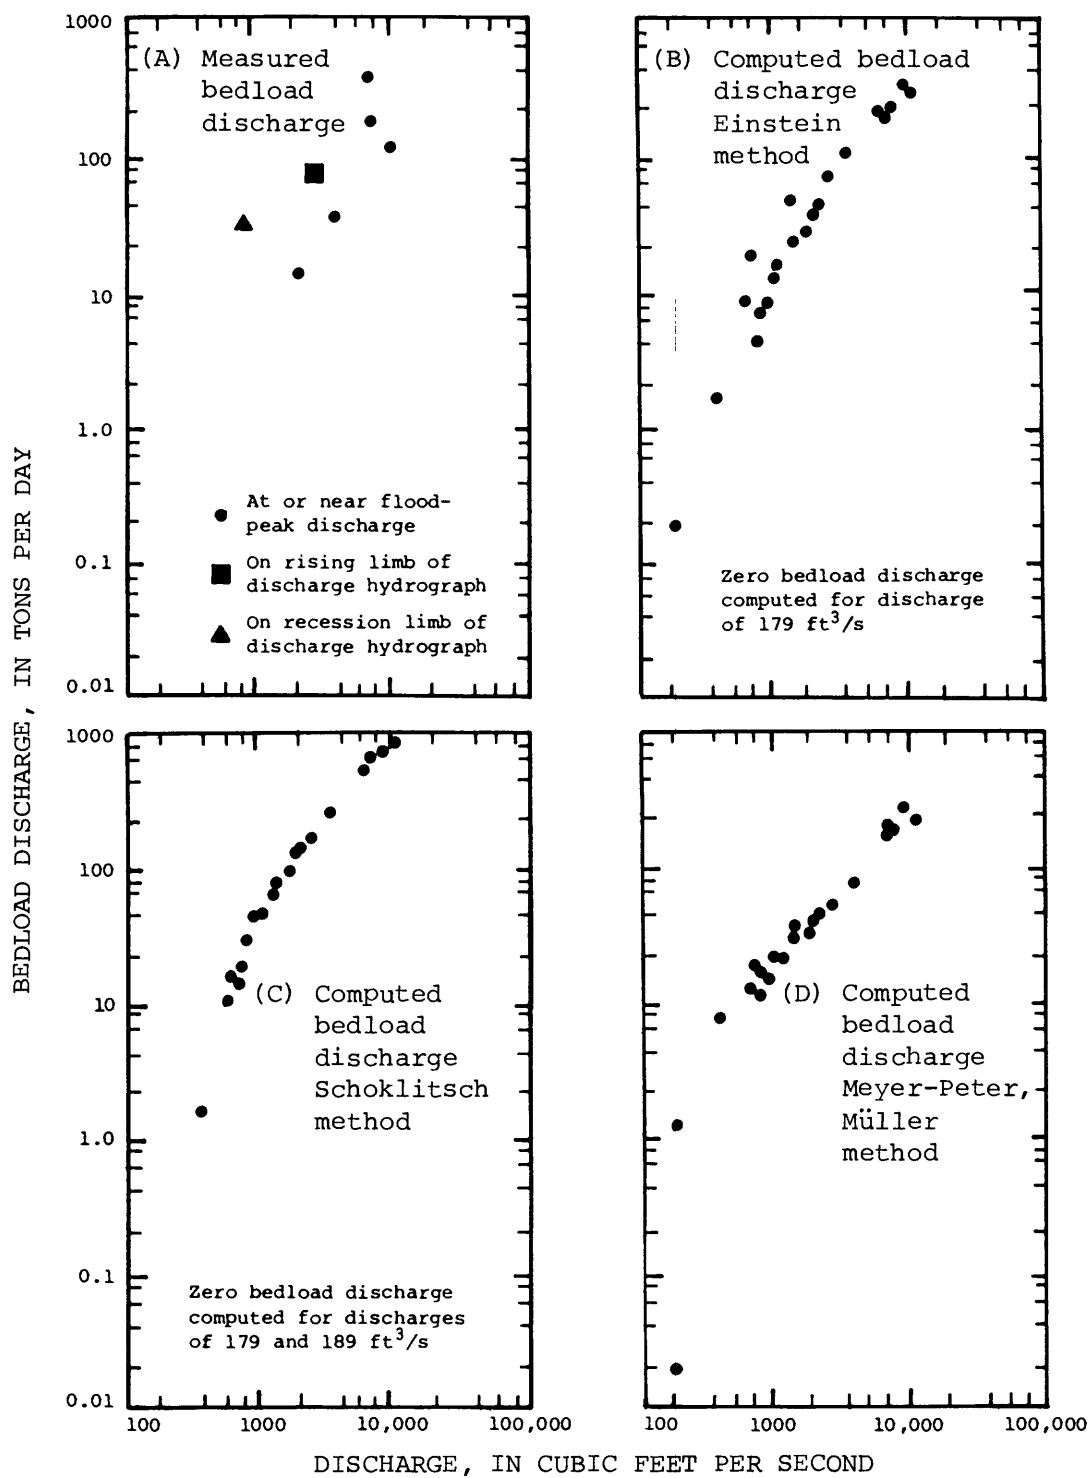 1000
100
10
1.0
0.1
0.01
(A) Measured
bedload
discharge
At or near flood-
peak discharge
On rising limb of
discharge hydrograph
On recession limb of
discharge hydrograph
(B) Computed bedload
discharge
Einstein
method
Zero bedload discharge
computed for discharge
of 179 ft³/s
BEDLOAD DISCHARGE, IN TONS PER DAY
1000
100
10
1.0
0.1
0.01
(C) Computed
bedload
discharge
Schoklitsch
method
Zero bedload discharge
computed for discharges
of 179 and 189 ft³/s
100 1000 10,000 100,000
(D) Computed
bedload
discharge
Meyer-Peter,
Müller
method
100 1000 10,000 100,000
DISCHARGE, IN CUBIC FEET PER SECOND